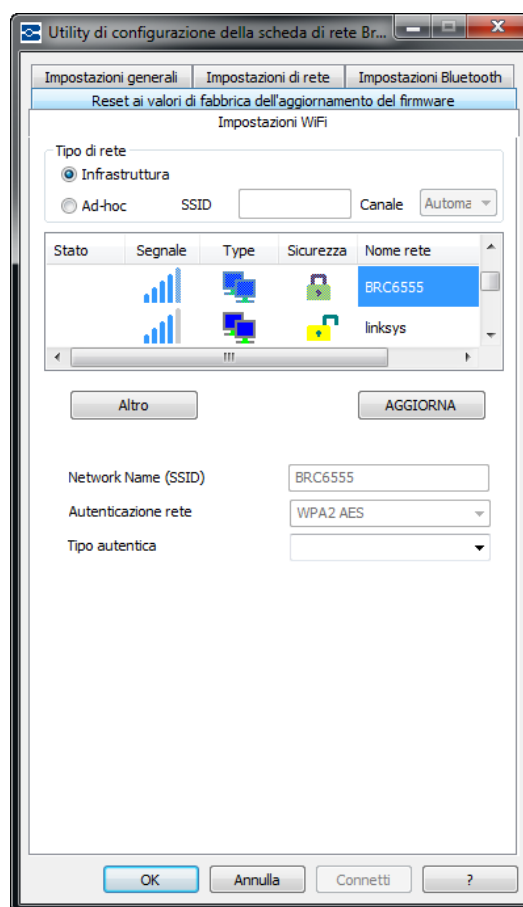 Utility di configurazione della scheda di rete Br...
Impostazioni generali Impostazioni di rete Impostazioni Bluetooth
Reset ai valori di fabbrica dell'aggiornamento del firmware
Impostazioni WiFi
Tipo di rete
Infrastruttura
Ad-hoc SSID Canale Automa
Stato Segnale Type Sicurezza Nome rete
BRC6555
linksys
Altro AGGIORNA
Network Name (SSID) BRC6555
Autenticazione rete WPA2 AES
Tipo autentica
OK Annulla Connetti ?